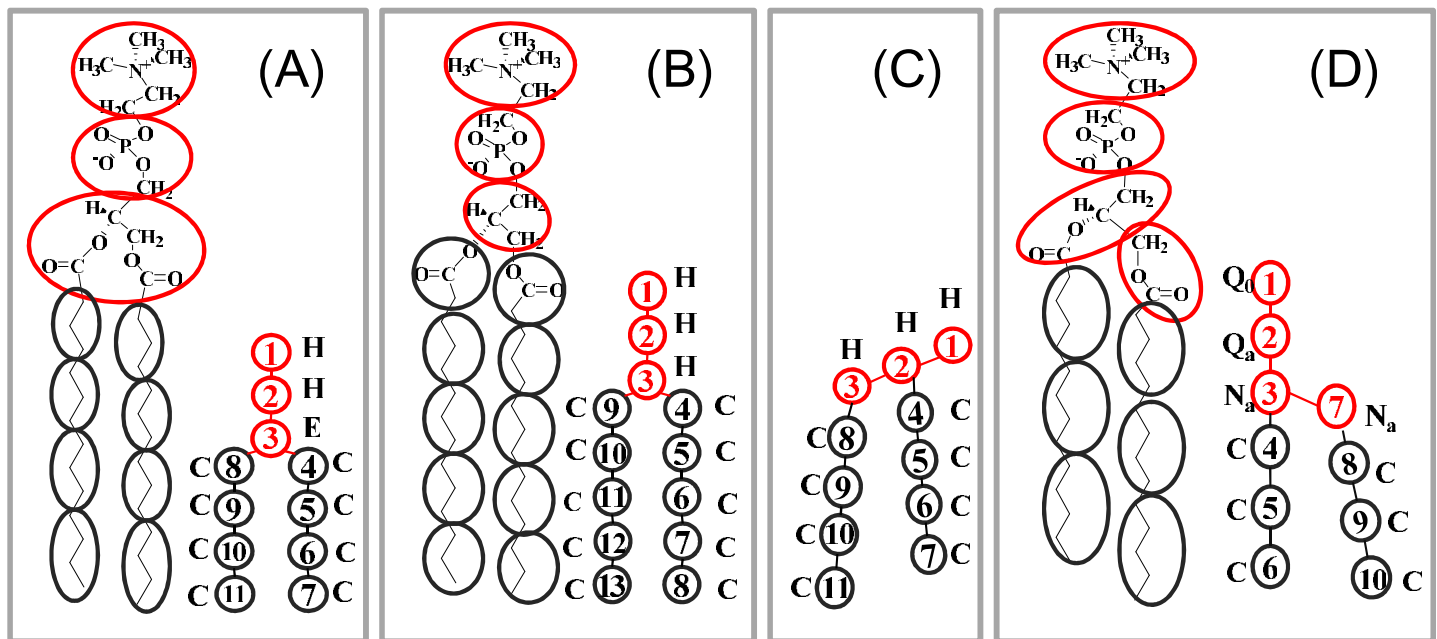 (A)
CH₃
H₃C N⁺ CH₃
CH₂
H₂C
O P O
⁻O O
CH₂
H C
O CH₂
O=C O
C=O
1 H
2 H
3 E
C 8 4 C
C 9 5 C
C 10 6 C
C 11 7 C
(B)
CH₃
H₃C N⁺ CH₃
CH₂
H₂C
O P O
⁻O O
CH₂
H C
O CH₂
O=C O
C=O
1 H
2 H
3 H
C 9 4 C
C 10 5 C
C 11 6 C
C 12 7 C
C 13 8 C
(C)
H
H 1
H 2
3
4 C
C 8
5 C
C 9
6 C
C 10
7 C
C 11
(D)
CH₃
H₃C N⁺ CH₃
CH₂
H₂C
O P O
⁻O O
CH₂
H C
O CH₂
O=C O
C=O
Q₀ 1
Qₐ 2
Nₐ 3 7 Nₐ
C 4 8 C
C 5 9 C
C 6 10 C